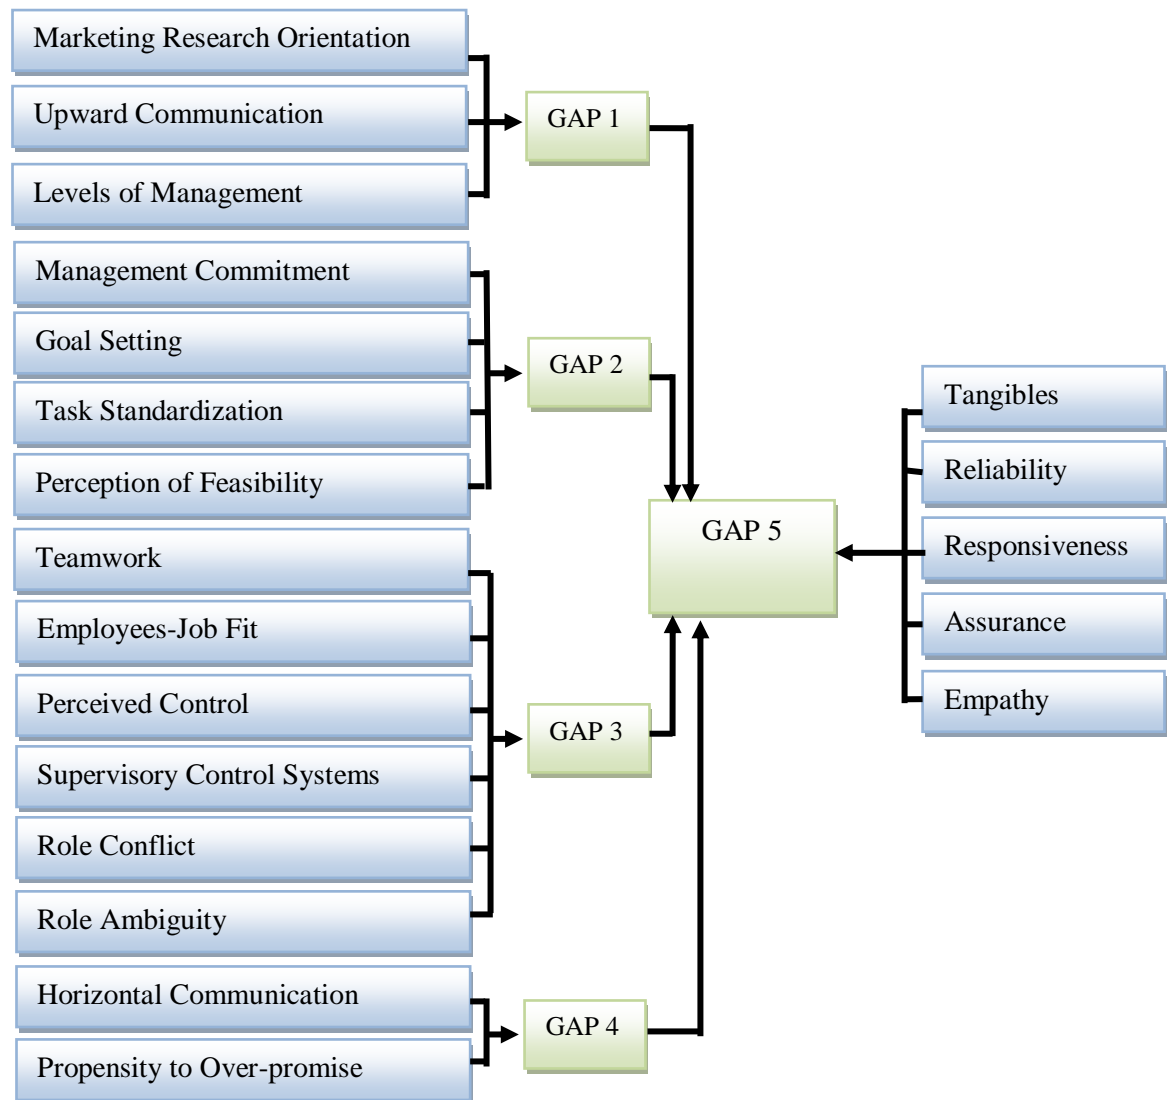 Marketing Research Orientation
Upward Communication
Levels of Management
GAP 1
Management Commitment
Goal Setting
Task Standardization
Perception of Feasibility
GAP 2
Teamwork
Employees-Job Fit
Perceived Control
Supervisory Control Systems
Role Conflict
Role Ambiguity
GAP 3
Horizontal Communication
Propensity to Over-promise
GAP 4
GAP 5
Tangibles
Reliability
Responsiveness
Assurance
Empathy